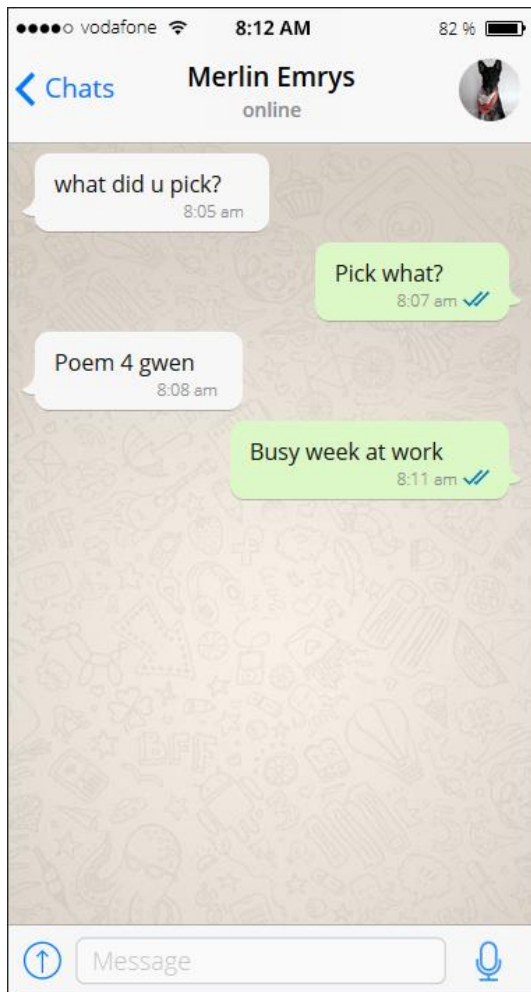 vodafone 8:12 AM 82 %
Chats Merlin Emrys
online
what did u pick?
8:05 am
Pick what?
8:07 am
Poem 4 gwen
8:08 am
Busy week at work
8:11 am
BFF
Message